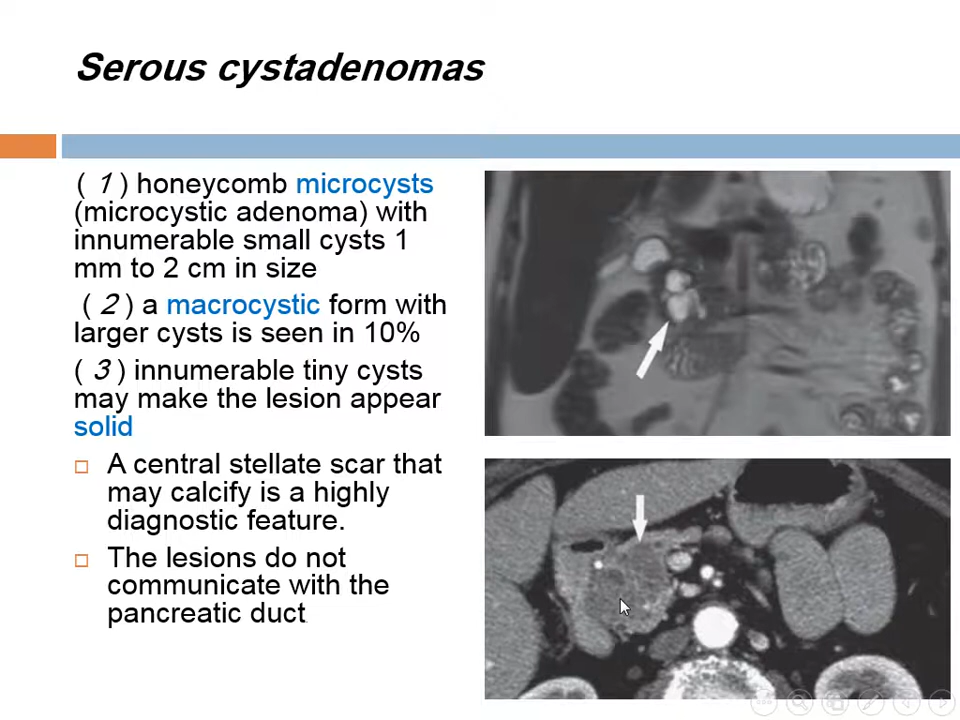 Serous cystadenomas
( 1 ) honeycomb microcysts
(microcystic adenoma) with
innumerable small cysts 1
mm to 2 cm in size
( 2 ) a macrocystic form with
larger cysts is seen in 10%
( 3 ) innumerable tiny cysts
may make the lesion appear
solid
A central stellate scar that
may calcify is a highly
diagnostic feature.
The lesions do not
communicate with the
pancreatic duct